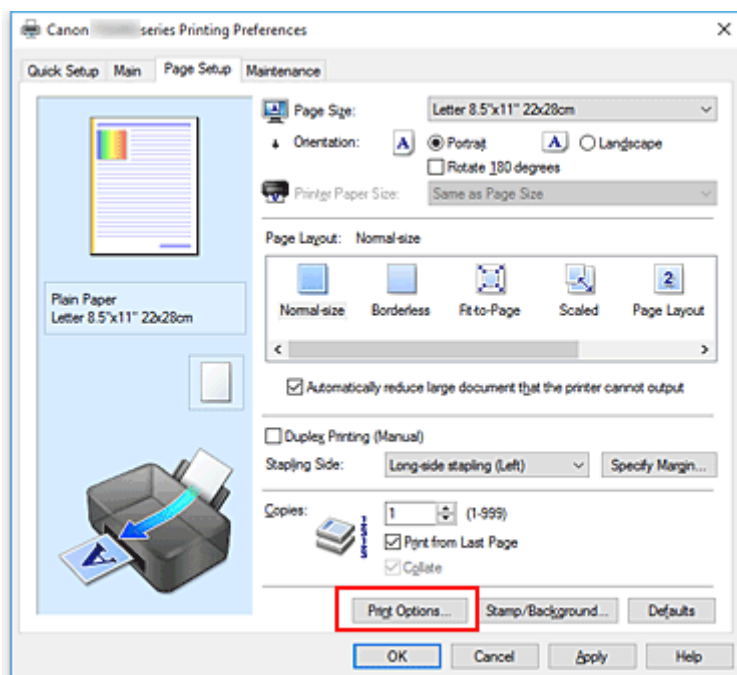 Canon series Printing Preferences
Quick Setup Main Page Setup Maintenance
Page Size: Letter 8.5"x11" 22x28cm
Orientation: A Portrait A Landscape
Rotate 180 degrees
Printer Paper Size: Same as Page Size
Page Layout: Normal-size
2
Normal-size Borderless Fit-to-Page Scaled Page Layout
Plain Paper
Letter 8.5"x11" 22x28cm
Automatically reduce large document that the printer cannot output
Duplex Printing (Manual)
Stapling Side: Long-side stapling (Left) Specify Margin...
Copies: 1 (1-999)
Print from Last Page
Collate
A
Print Options... Stamp/Background... Defaults
OK Cancel Apply Help